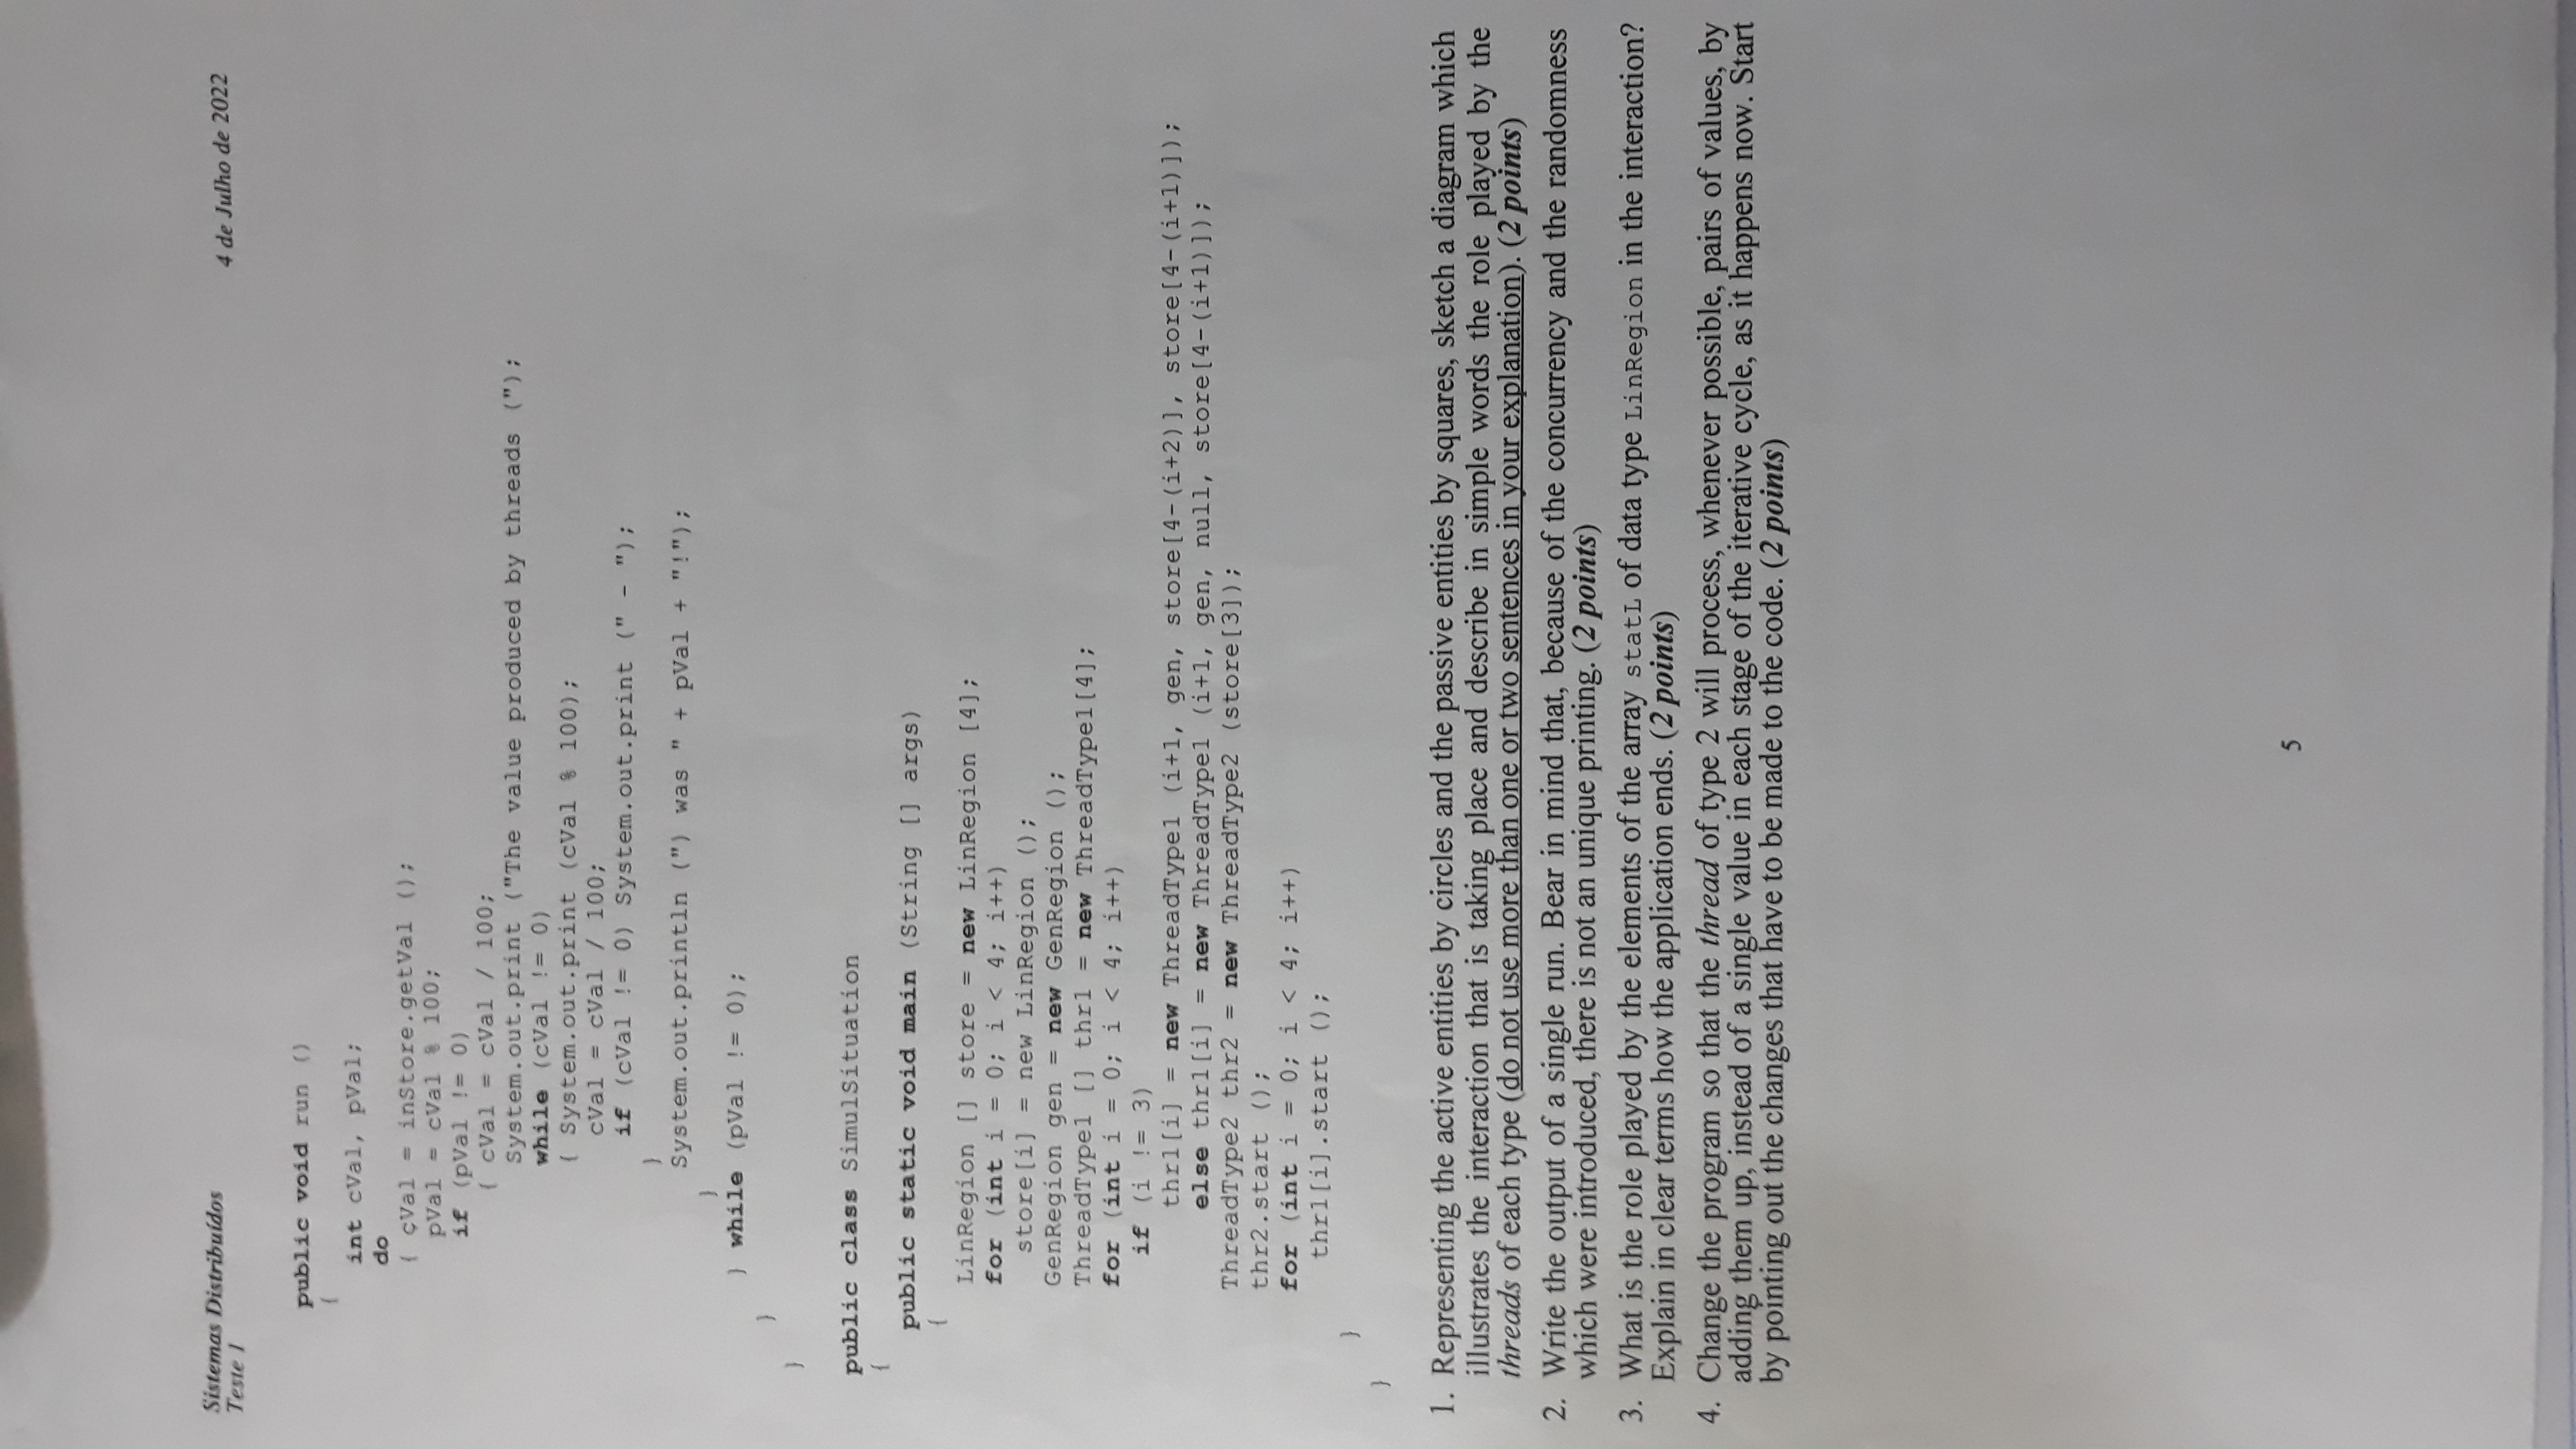 Sistemas Distribuídos
Teste 1
4 de Julho de 2022
public void run ()
{
int cVal, pVal;
do
{ cVal = inStore.getVal ();
pVal = cVal % 100;
if (pVal != 0)
{ cVal = cVal / 100;
System.out.print ("The value produced by threads (");
while (cVal != 0)
{ System.out.print (cVal % 100);
cVal = cVal / 100;
if (cVal != 0) System.out.print (" - ");
}
System.out.println (") was " + pVal + "!");
}
} while (pVal != 0);
}
}
public class SimulSituation
{
public static void main (String [] args)
{
LinRegion [] store = new LinRegion [4];
for (int i = 0; i < 4; i++)
store[i] = new LinRegion ();
GenRegion gen = new GenRegion ();
ThreadType1 [] thr1 = new ThreadType1[4];
for (int i = 0; i < 4; i++)
if (i != 3)
thr1[i] = new ThreadType1 (i+1, gen, store[4-(i+2)], store[4-(i+1)]);
else thr1[i] = new ThreadType1 (i+1, gen, null, store[4-(i+1)]);
ThreadType2 thr2 = new ThreadType2 (store[3]);
thr2.start ();
for (int i = 0; i < 4; i++)
thr1[i].start ();
}
}
1. Representing the active entities by circles and the passive entities by squares, sketch a diagram which
illustrates the interaction that is taking place and describe in simple words the role played by the
threads of each type (do not use more than one or two sentences in your explanation). (2 points)
2. Write the output of a single run. Bear in mind that, because of the concurrency and the randomness
which were introduced, there is not an unique printing. (2 points)
3. What is the role played by the elements of the array statL of data type LinRegion in the interaction?
Explain in clear terms how the application ends. (2 points)
4. Change the program so that the thread of type 2 will process, whenever possible, pairs of values, by
adding them up, instead of a single value in each stage of the iterative cycle, as it happens now. Start
by pointing out the changes that have to be made to the code. (2 points)
5